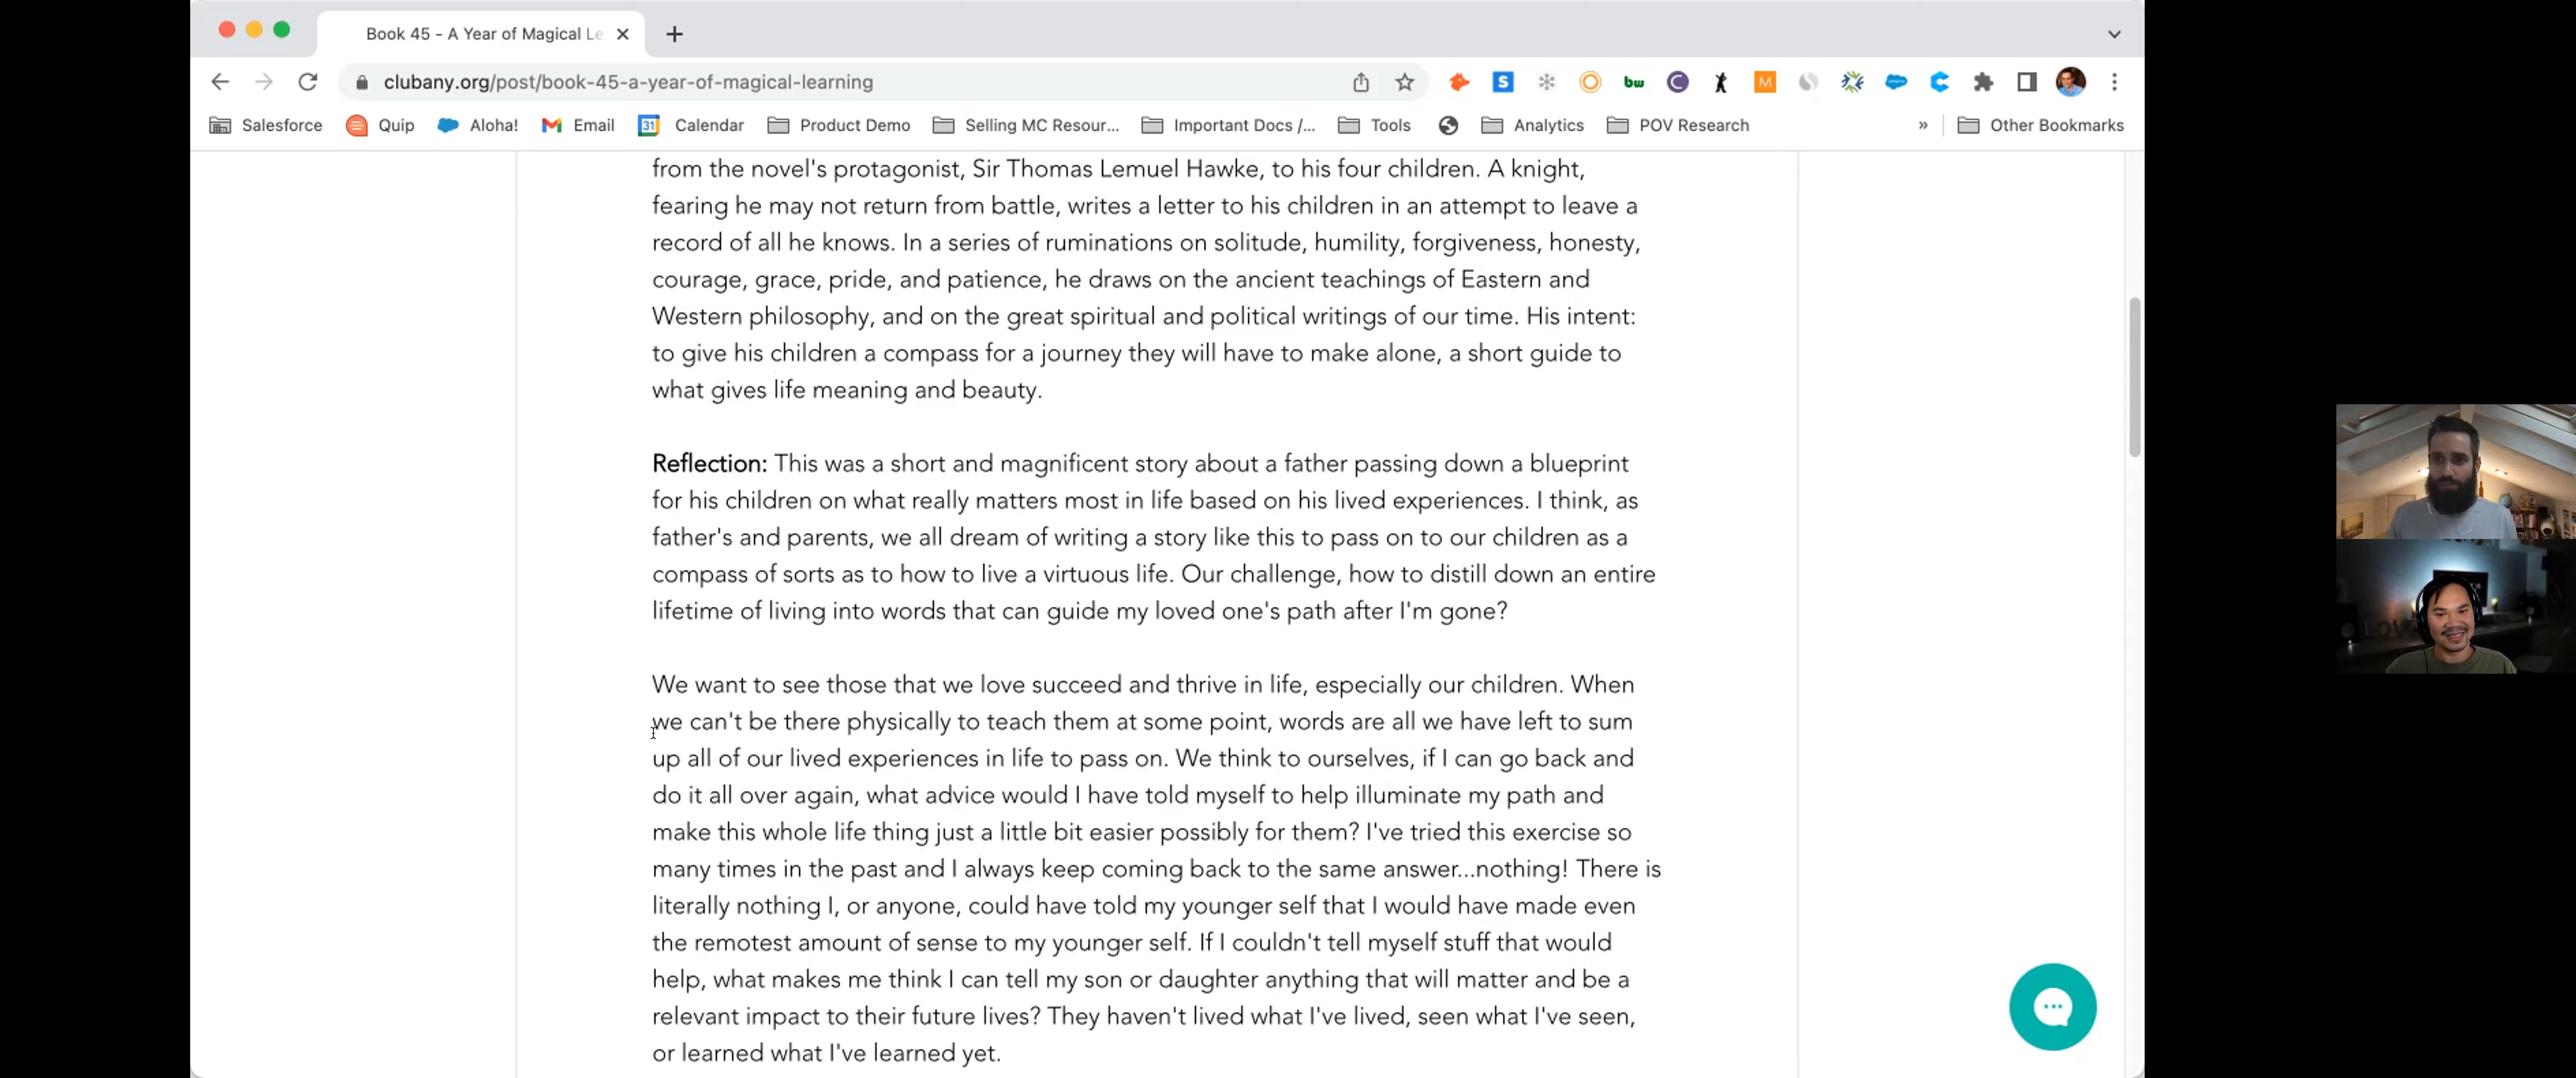 Book 45 - A Year of Magical Le
clubany.org/post/book-45-a-year-of-magical-learning
S
bw
C
M
Salesforce
Quip
Aloha!
Email
31
Calendar
Product Demo
Selling MC Resour...
Important Docs /...
Tools
Analytics
POV Research
»
Other Bookmarks
from the novel's protagonist, Sir Thomas Lemuel Hawke, to his four children. A knight,
fearing he may not return from battle, writes a letter to his children in an attempt to leave a
record of all he knows. In a series of ruminations on solitude, humility, forgiveness, honesty,
courage, grace, pride, and patience, he draws on the ancient teachings of Eastern and
Western philosophy, and on the great spiritual and political writings of our time. His intent:
to give his children a compass for a journey they will have to make alone, a short guide to
what gives life meaning and beauty.
Reflection: This was a short and magnificent story about a father passing down a blueprint
for his children on what really matters most in life based on his lived experiences. I think, as
father's and parents, we all dream of writing a story like this to pass on to our children as a
compass of sorts as to how to live a virtuous life. Our challenge, how to distill down an entire
lifetime of living into words that can guide my loved one's path after I'm gone?
We want to see those that we love succeed and thrive in life, especially our children. When
we can't be there physically to teach them at some point, words are all we have left to sum
up all of our lived experiences in life to pass on. We think to ourselves, if I can go back and
do it all over again, what advice would I have told myself to help illuminate my path and
make this whole life thing just a little bit easier possibly for them? I've tried this exercise so
many times in the past and I always keep coming back to the same answer...nothing! There is
literally nothing I, or anyone, could have told my younger self that I would have made even
the remotest amount of sense to my younger self. If I couldn't tell myself stuff that would
help, what makes me think I can tell my son or daughter anything that will matter and be a
relevant impact to their future lives? They haven't lived what I've lived, seen what I've seen,
or learned what I've learned yet.